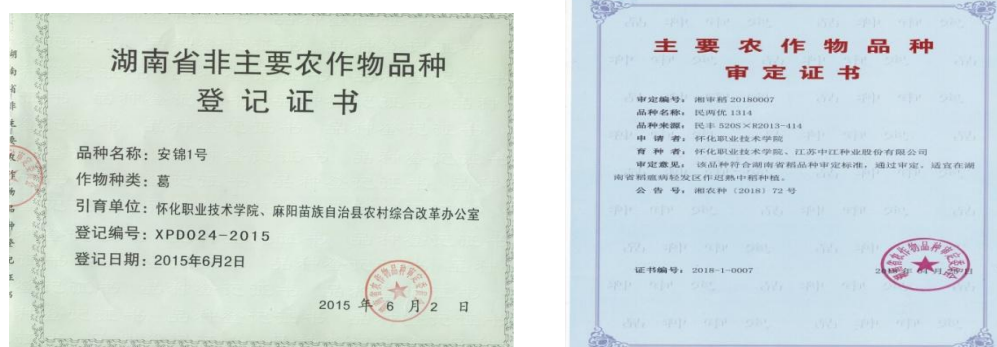 湖南省非主要农作物品种
登记证书
品种名称：安锦1号
作物种类：葛
引育单位：怀化职业技术学院、麻阳苗族自治县农村综合改革办公室
登记编号：XPD024-2015
登记日期：2015年6月2日
2015 年 6 月 2 日
主要农作物品种
审定证书
审定编号：湘审稻20180007
品种名称：民两优1314
品种来源：民丰520S×R2013-414
申请者：怀化职业技术学院
育种者：怀化职业技术学院、江苏中江种业股份有限公司
审定意见：该品种符合湖南省稻品种审定标准，通过审定。适宜在湖
南省稻瘟病轻发区作迟熟中稻种植。
公告号：湘农种〔2018〕72号
证书编号：2018-1-0007